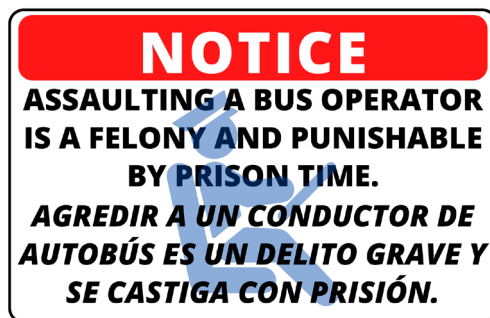 NOTICE
ASSAULTING A BUS OPERATOR
IS A FELONY AND PUNISHABLE
BY PRISON TIME.
AGREDIR A UN CONDUCTOR DE
AUTOBÚS ES UN DELITO GRAVE Y
SE CASTIGA CON PRISIÓN.